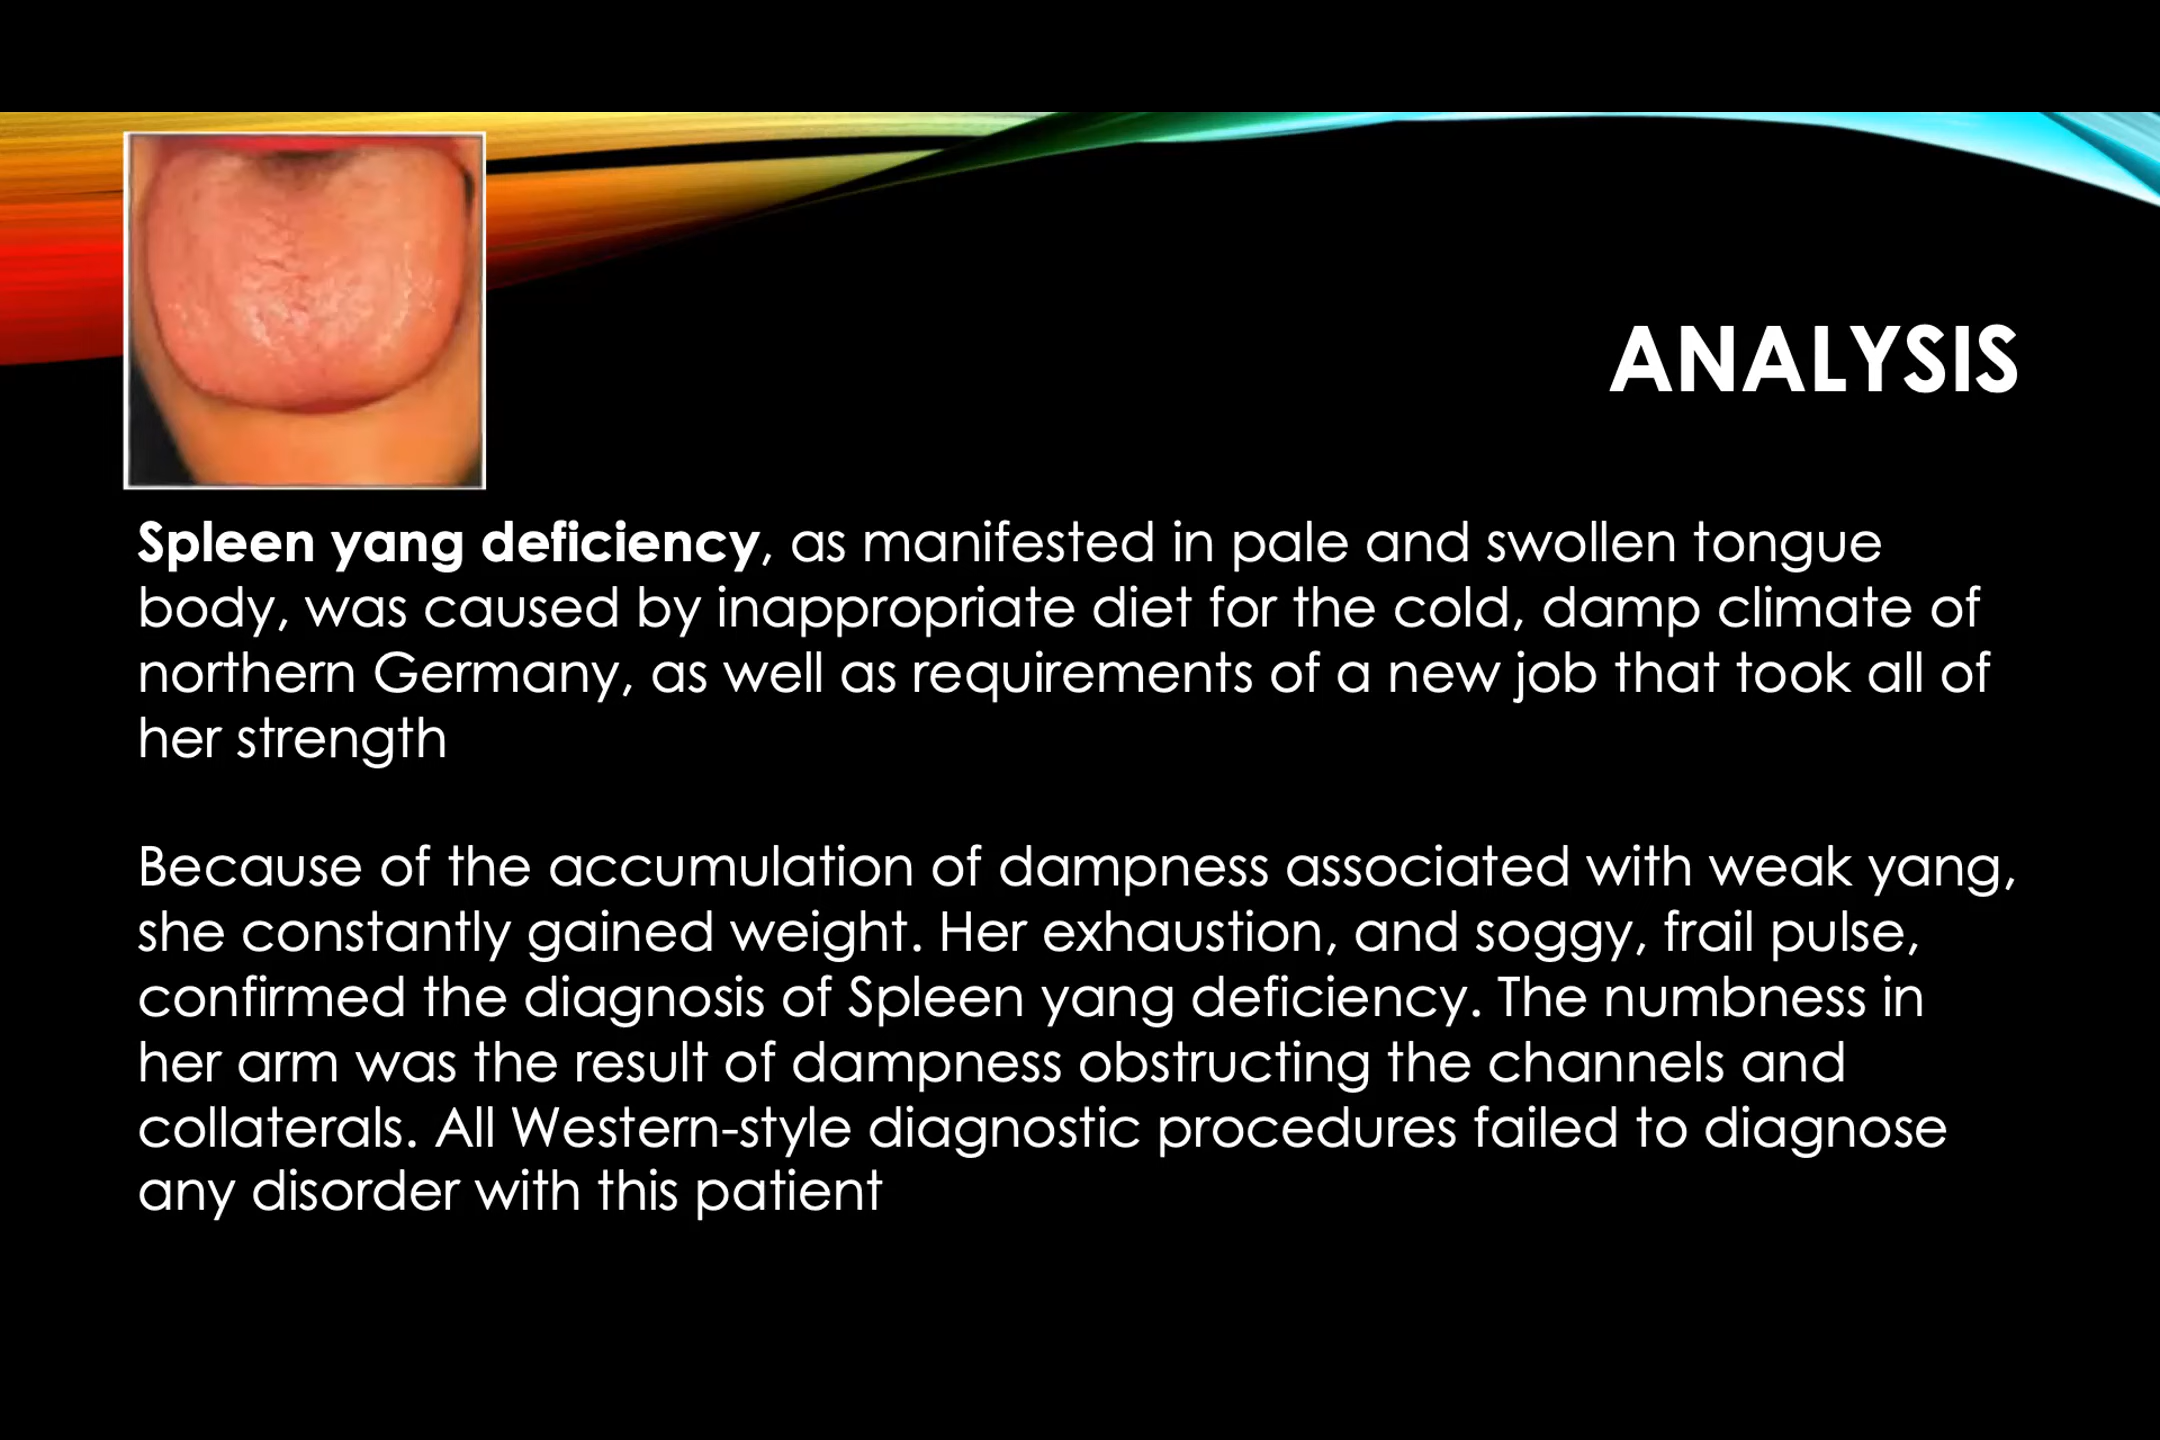 ANALYSIS
Spleen yang deficiency, as manifested in pale and swollen tongue
body, was caused by inappropriate diet for the cold, damp climate of
northern Germany, as well as requirements of a new job that took all of
her strength
Because of the accumulation of dampness associated with weak yang,
she constantly gained weight. Her exhaustion, and soggy, frail pulse,
confirmed the diagnosis of Spleen yang deficiency. The numbness in
her arm was the result of dampness obstructing the channels and
collaterals. All Western-style diagnostic procedures failed to diagnose
any disorder with this patient